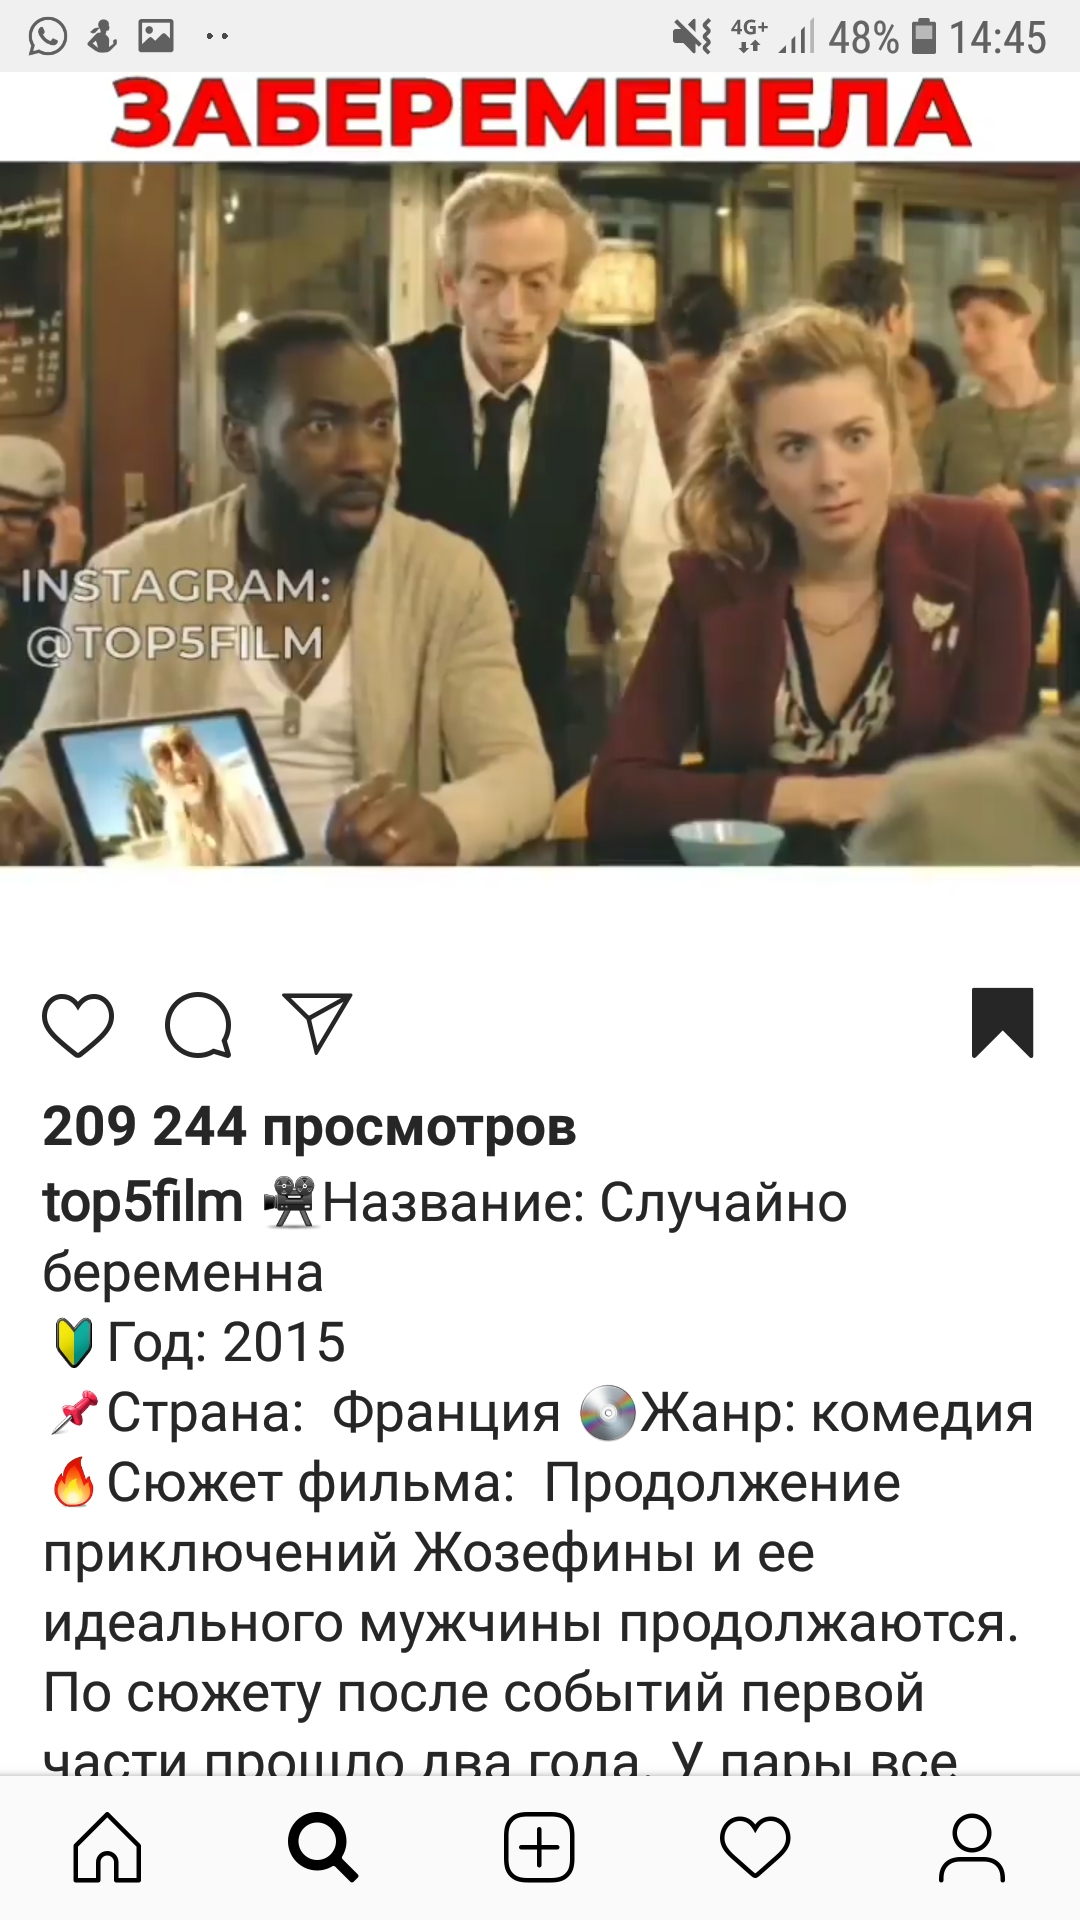 4G+ 48% 14:45
ЗАБЕРЕМЕНЕЛА
INSTAGRAM:
@TOP5FILM
209 244 просмотров
top5film 🎥Название: Случайно
беременна
🔰Год: 2015
📌Страна: Франция 💿Жанр: комедия
🔥Сюжет фильма: Продолжение
приключений Жозефины и ее
идеального мужчины продолжаются.
По сюжету после событий первой
части прошло два года. У пары все